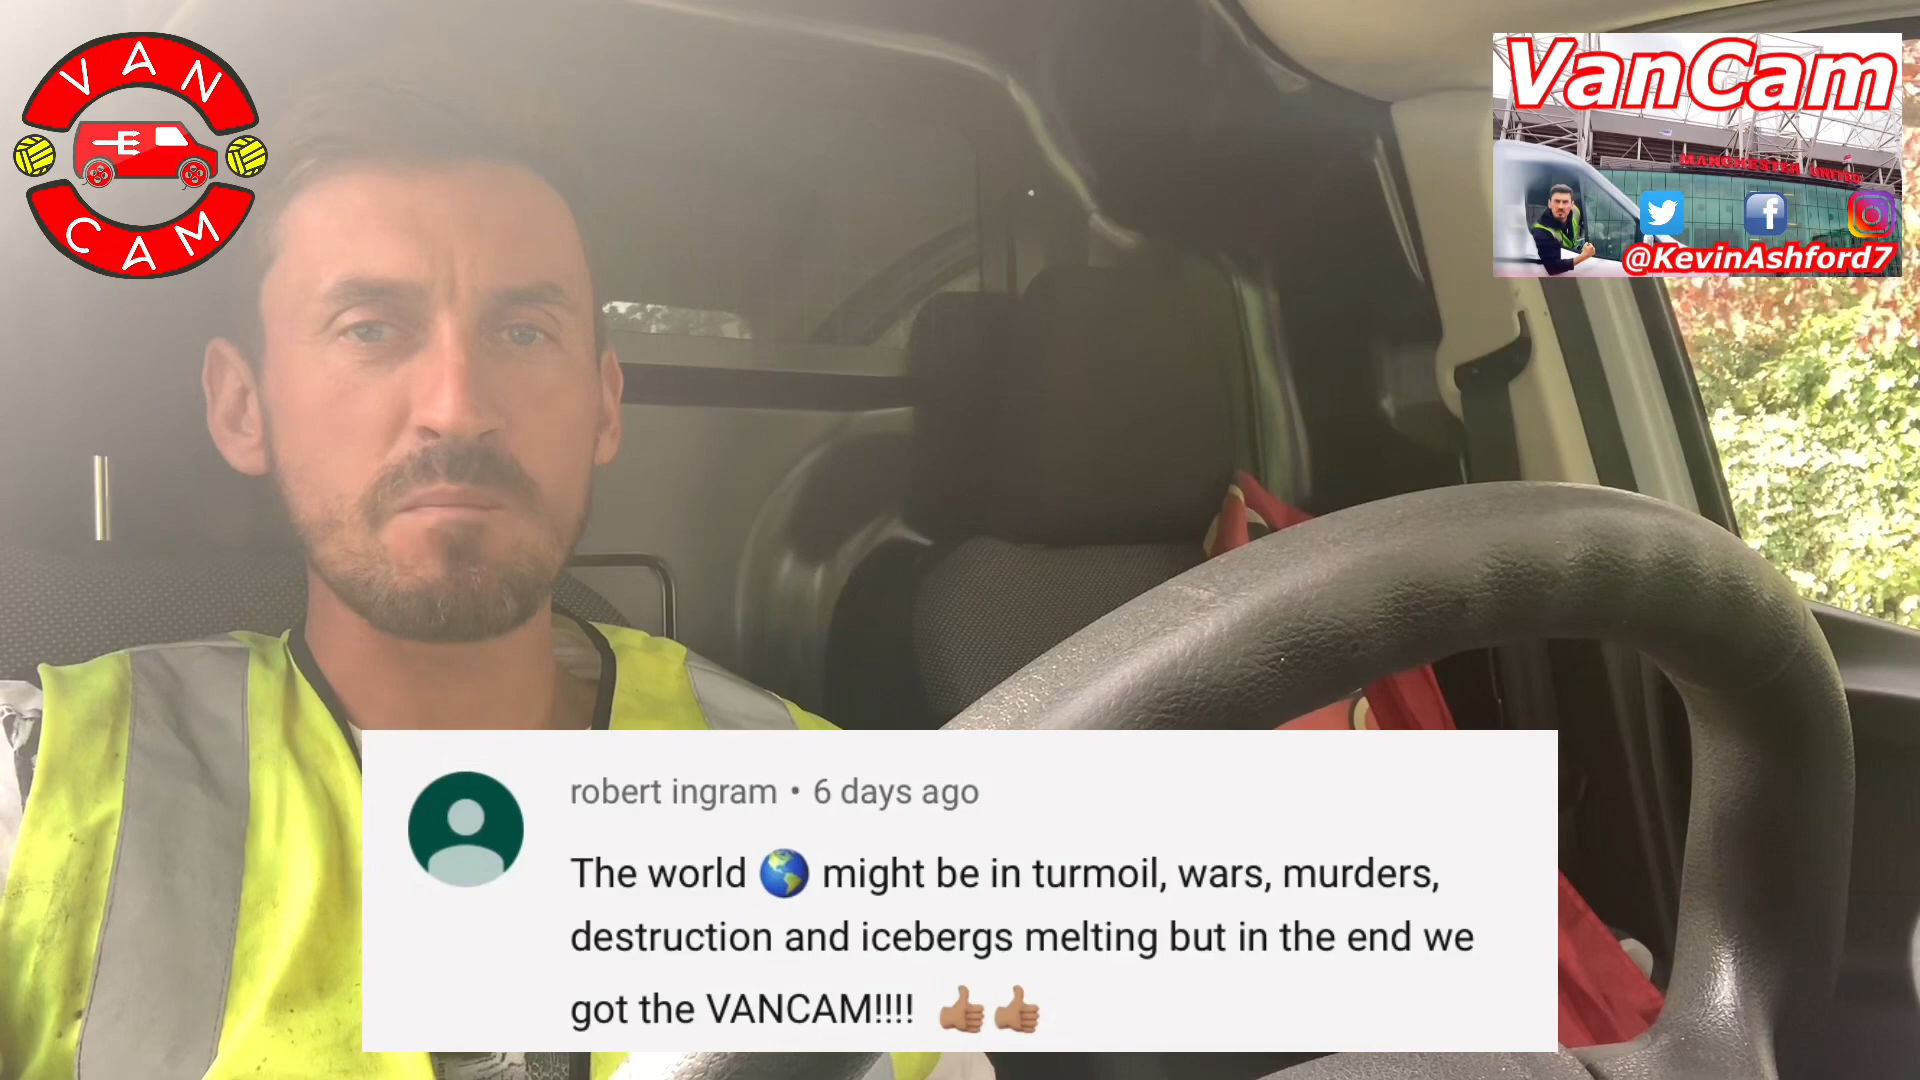 VAN
CAM
VanCam
MANCHESTER UNITED
@KevinAshford7
robert ingram • 6 days ago
The world 🌎 might be in turmoil, wars, murders,
destruction and icebergs melting but in the end we
got the VANCAM!!!! 👍🏽👍🏽